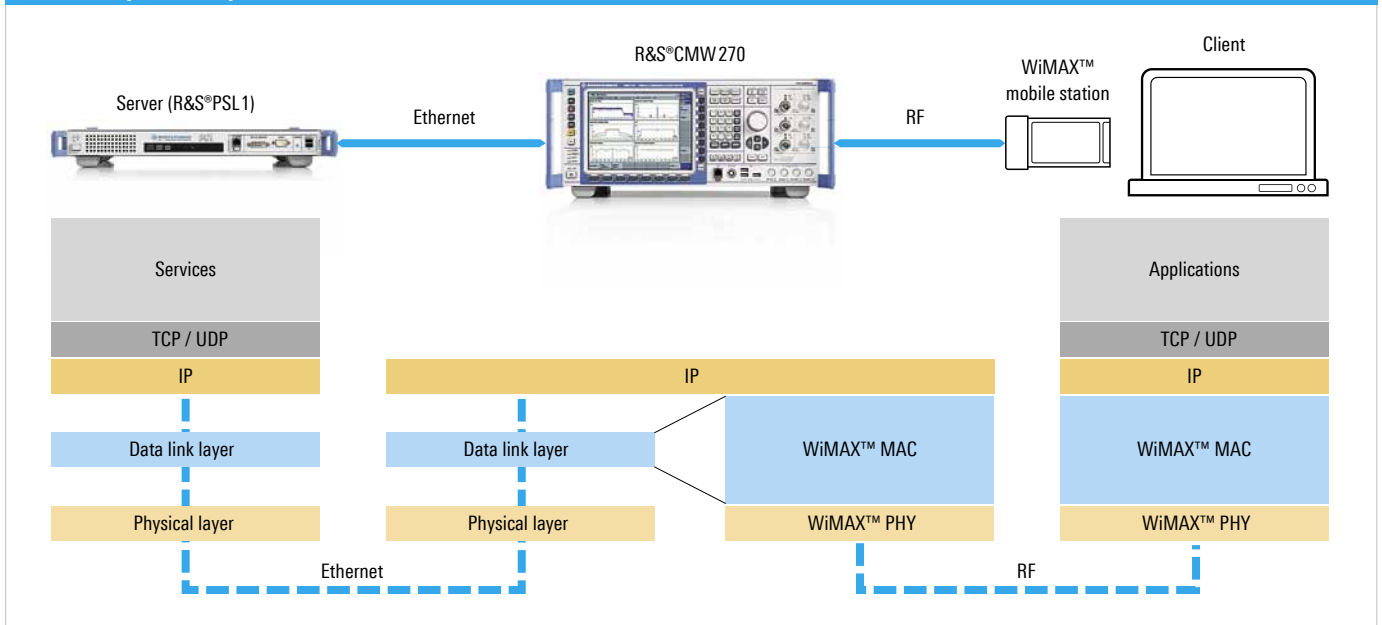 R&S®CMW270
Client
WiMAX™
mobile station
Server (R&S®PSL1)
Ethernet
RF
Services
Applications
TCP / UDP
TCP / UDP
IP
IP
IP
Data link layer
Data link layer
WiMAX™ MAC
WiMAX™ MAC
Physical layer
Physical layer
WiMAX™ PHY
WiMAX™ PHY
Ethernet
RF